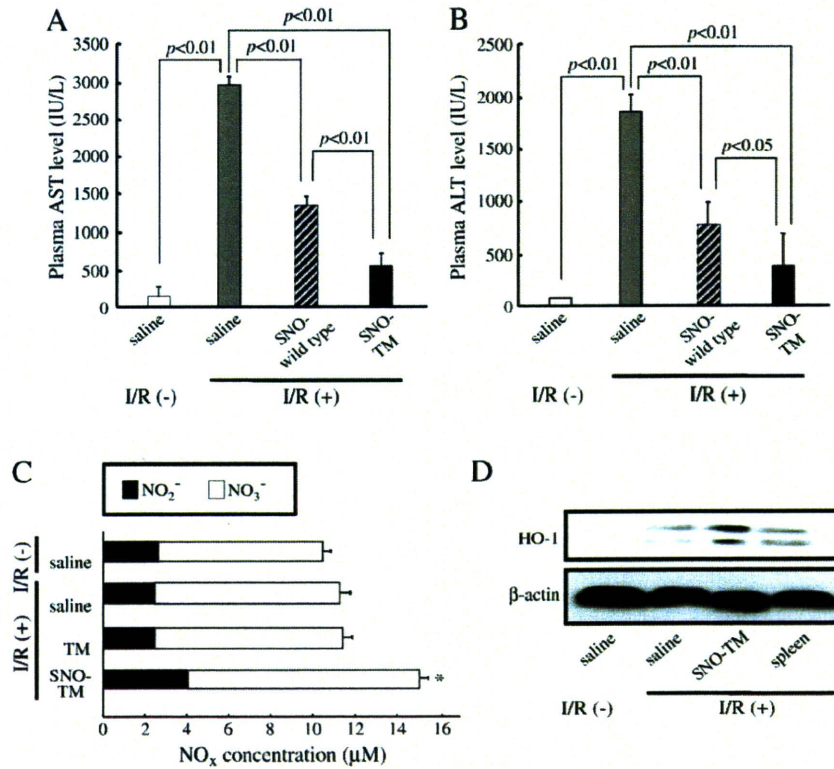 A
Plasma AST level (IU/L)
3500
3000
2500
2000
1500
1000
500
0
p<0.01
p<0.01
p<0.01
p<0.01
saline
saline
SNO-
wild type
SNO-
TM
I/R (-)
I/R (+)
B
Plasma ALT level (IU/L)
2500
2000
1500
1000
500
0
p<0.01
p<0.01
p<0.01
p<0.05
saline
saline
SNO-
wild type
SNO-
TM
I/R (-)
I/R (+)
C
NO2- NO3-
I/R (-)
saline
I/R (+)
saline
TM
SNO-
TM
*
0 2 4 6 8 10 12 14 16
NOx concentration (μM)
D
HO-1
β-actin
saline
saline
SNO-TM
spleen
I/R (-)
I/R (+)